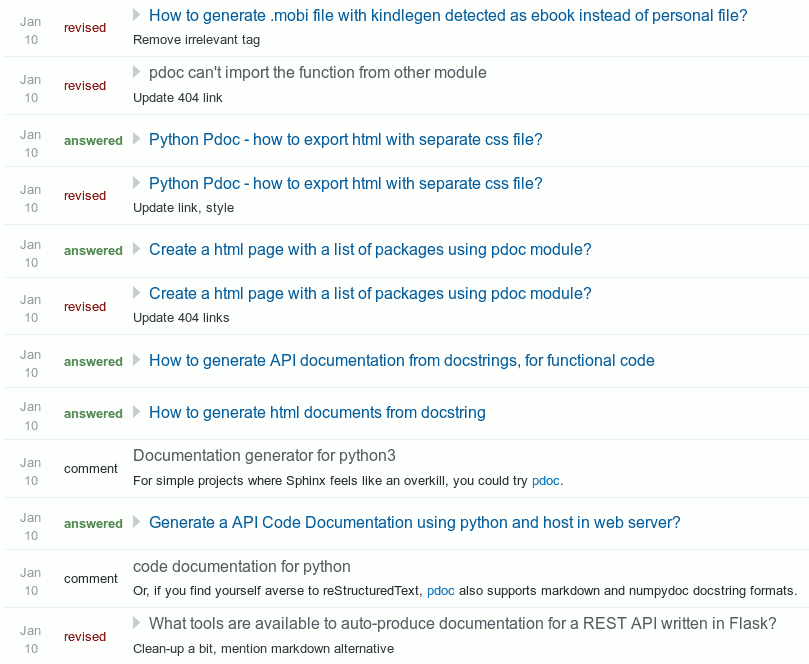 Jan 10 revised How to generate .mobi file with kindlegen detected as ebook instead of personal file?
Remove irrelevant tag
Jan 10 revised pdoc can't import the function from other module
Update 404 link
Jan 10 answered Python Pdoc - how to export html with separate css file?
Jan 10 revised Python Pdoc - how to export html with separate css file?
Update link, style
Jan 10 answered Create a html page with a list of packages using pdoc module?
Jan 10 revised Create a html page with a list of packages using pdoc module?
Update 404 links
Jan 10 answered How to generate API documentation from docstrings, for functional code
Jan 10 answered How to generate html documents from docstring
Jan 10 comment Documentation generator for python3
For simple projects where Sphinx feels like an overkill, you could try pdoc.
Jan 10 answered Generate a API Code Documentation using python and host in web server?
Jan 10 comment code documentation for python
Or, if you find yourself averse to reStructuredText, pdoc also supports markdown and numpydoc docstring formats.
Jan 10 revised What tools are available to auto-produce documentation for a REST API written in Flask?
Clean-up a bit, mention markdown alternative